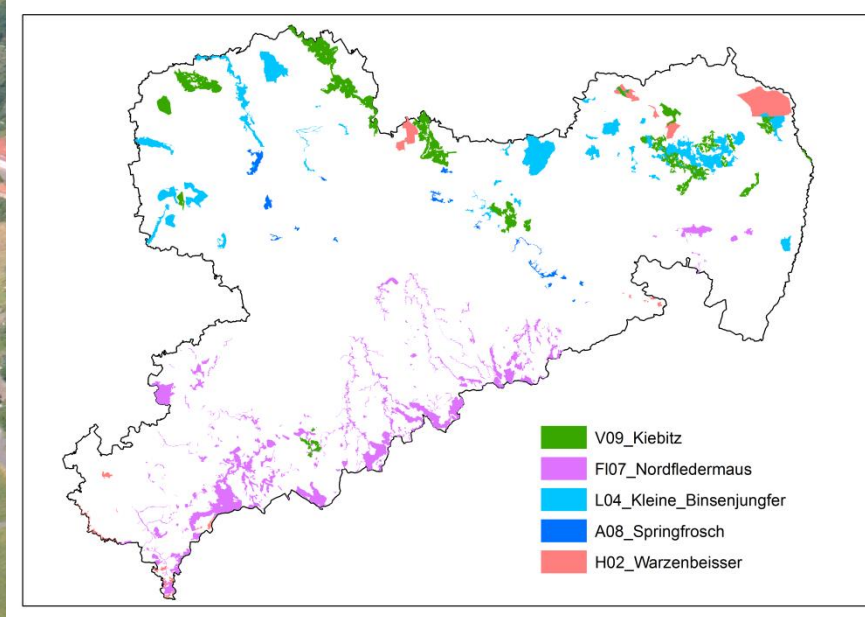 V09_Kiebitz
Fl07_Nordfledermaus
L04_Kleine_Binsenjungfer
A08_Springfrosch
H02_Warzenbeisser